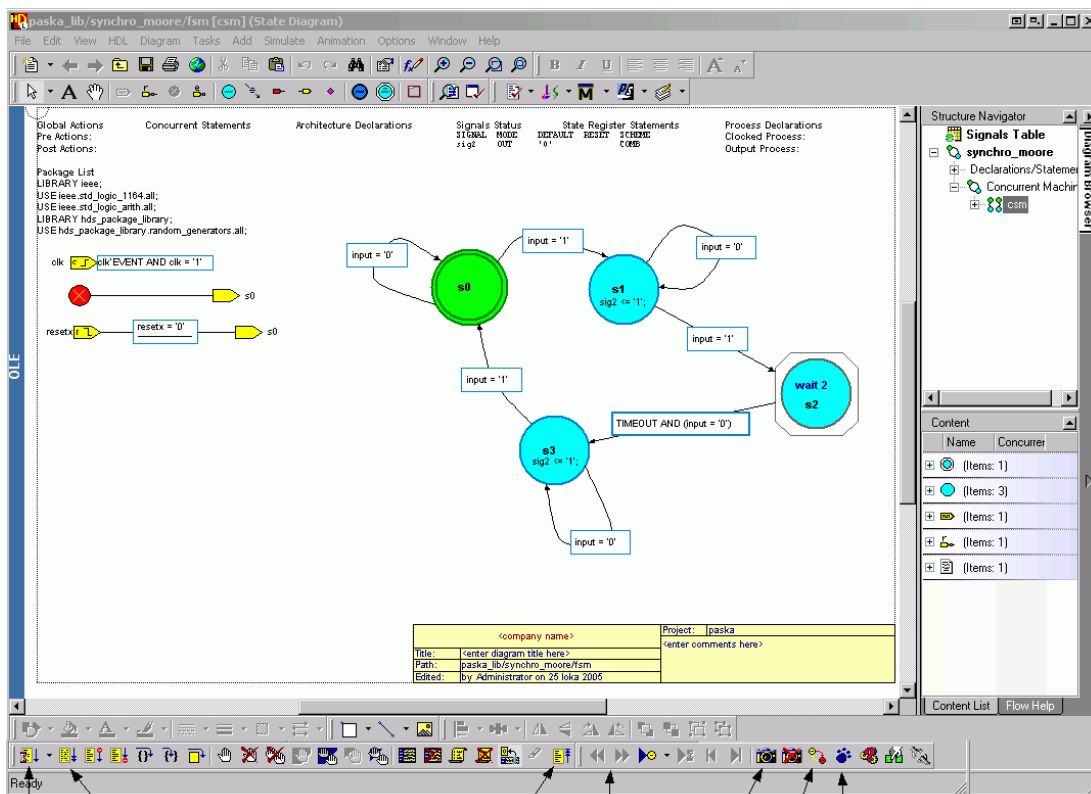 paska_lib/synchro_moore/fsm [csm] (State Diagram)
File Edit View HDL Diagram Tasks Add Simulate Animation Options Window Help
Global Actions
Pre Actions:
Post Actions:
Concurrent Statements
Architecture Declarations
Signals Status
SIGNAL MODE DEFAULT RESET SCHEME
sig2 OUT '0' COMB
State Register Statements
Process Declarations
Clocked Process:
Output Process:
Package List
LIBRARY ieee;
USE ieee.std_logic_1164.all;
USE ieee.std_logic_arith.all;
LIBRARY hds_package_library;
USE hds_package_library.random_generators.all;
clk c clk'EVENT AND clk = '1'
s0
resetx r resetx = '0' s0
input = '0'
s0
input = '1'
s1
sig2 <= '1';
input = '0'
input = '1'
wait 2
s2
TIMEOUT AND (input = '0')
s3
sig2 <= '1';
input = '1'
input = '0'
<company name>
Title: <enter diagram title here>
Path: paska_lib/synchro_moore/fsm
Edited: by Administrator on 25 loka 2005
Project: paska
<enter comments here>
OLE
Structure Navigator
Signals Table
synchro_moore
Declarations/Statemer
Concurrent Machin
csm
Diagram Browser
Content
Name Concurrer
(Items: 1)
(Items: 3)
(Items: 1)
(Items: 1)
(Items: 1)
Content List Flow Help
Ready